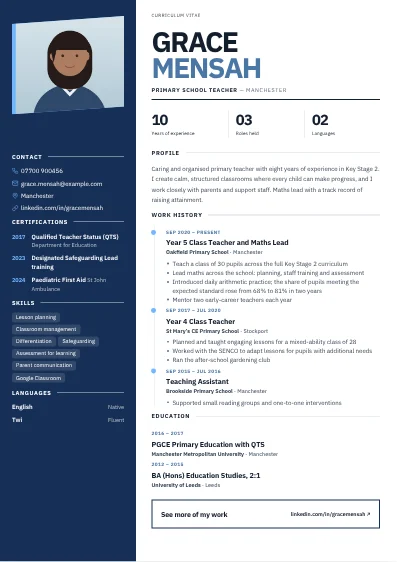 CURRICULUM VITAE
GRACE
MENSAH
PRIMARY SCHOOL TEACHER — MANCHESTER
10
Years of experience
03
Roles held
02
Languages
PROFILE
Caring and organised primary teacher with eight years of experience in Key Stage 2.
I create calm, structured classrooms where every child can make progress, and I
work closely with parents and support staff. Maths lead with a track record of
raising attainment.
WORK HISTORY
SEP 2020 – PRESENT
Year 5 Class Teacher and Maths Lead
Oakfield Primary School · Manchester
• Teach a class of 30 pupils across the full Key Stage 2 curriculum
• Lead maths across the school: planning, staff training and assessment
• Introduced daily arithmetic practice; the share of pupils meeting the
expected standard rose from 68% to 81% in two years
• Mentor two early-career teachers each year
SEP 2017 – JUL 2020
Year 4 Class Teacher
St Mary's CE Primary School · Stockport
• Planned and taught engaging lessons for a mixed-ability class of 28
• Worked with the SENCO to adapt lessons for pupils with additional needs
• Ran the after-school gardening club
SEP 2015 – JUL 2016
Teaching Assistant
Brookside Primary School · Manchester
• Supported small reading groups and one-to-one interventions
EDUCATION
2016 – 2017
PGCE Primary Education with QTS
Manchester Metropolitan University · Manchester
2012 – 2015
BA (Hons) Education Studies, 2:1
University of Leeds · Leeds
See more of my work
linkedin.com/in/gracemensah ↗
CONTACT
07700 900456
grace.mensah@example.com
Manchester
linkedin.com/in/gracemensah
CERTIFICATIONS
2017 Qualified Teacher Status (QTS)
Department for Education
2023 Designated Safeguarding Lead
training
2024 Paediatric First Aid St John
Ambulance
SKILLS
Lesson planning
Classroom management
Differentiation Safeguarding
Assessment for learning
Parent communication
Google Classroom
LANGUAGES
English Native
Twi Fluent